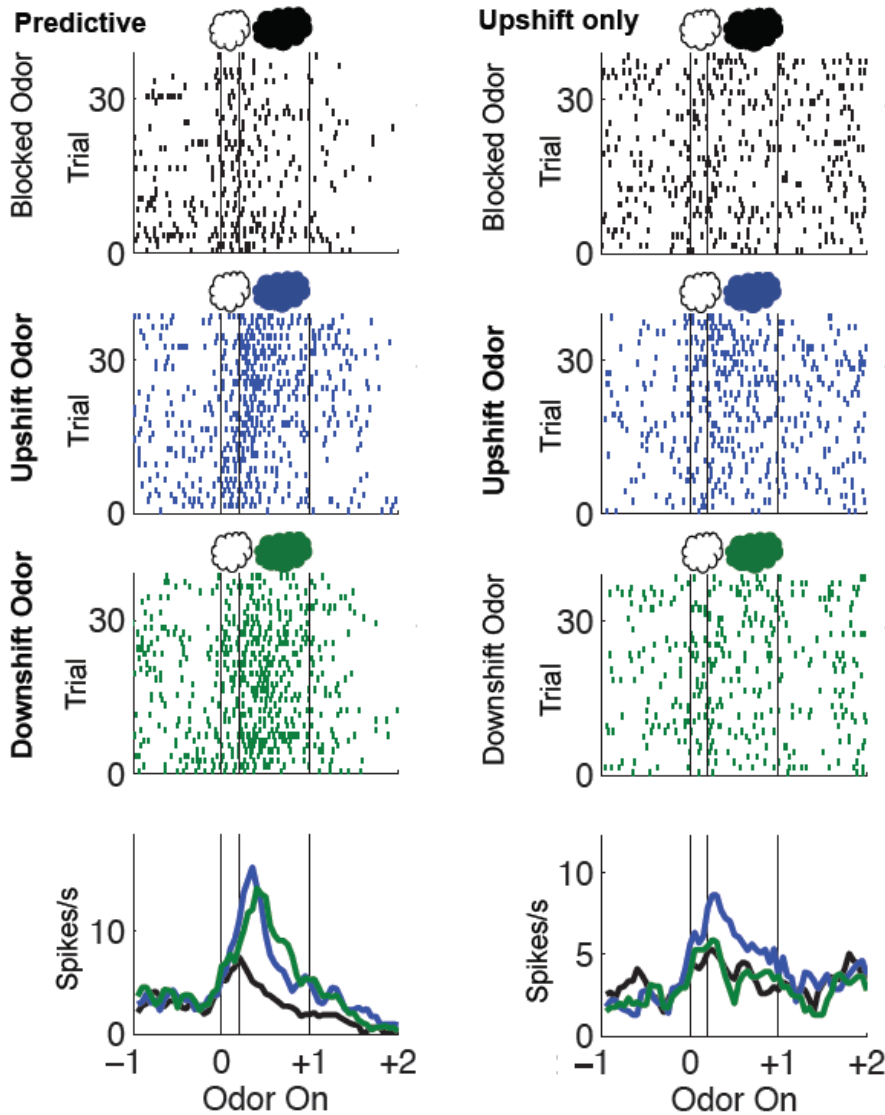 Predictive
Upshift only
Blocked Odor
Trial
30
0
Blocked Odor
Trial
30
0
Upshift Odor
Trial
30
0
Upshift Odor
Trial
30
0
Downshift Odor
Trial
30
0
Downshift Odor
Trial
30
0
Spikes/s
10
0
−1 0 +1 +2
Odor On
Spikes/s
10
5
0
−1 0 +1 +2
Odor On